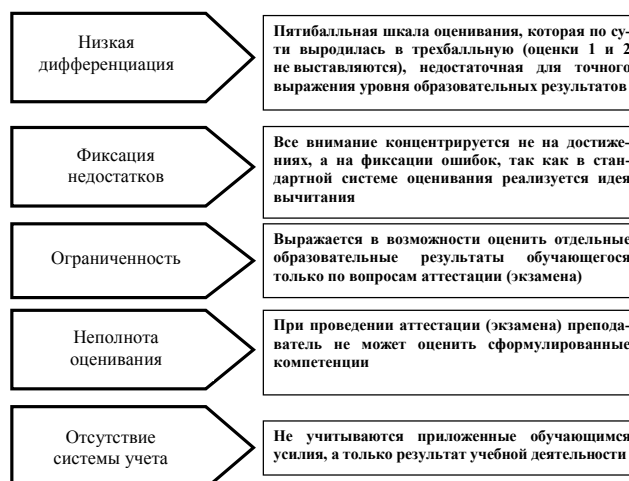 Низкая
дифференциация
Пятибалльная шкала оценивания, которая по су-
ти выродилась в трехбалльную (оценки 1 и 2
не выставляются), недостаточная для точного
выражения уровня образовательных результатов
Фиксация
недостатков
Все внимание концентрируется не на достиже-
ниях, а на фиксации ошибок, так как в стан-
дартной системе оценивания реализуется идея
вычитания
Ограниченность
Выражается в возможности оценить отдельные
образовательные результаты обучающегося
только по вопросам аттестации (экзамена)
Неполнота
оценивания
При проведении аттестации (экзамена) препода-
ватель не может оценить сформулированные
компетенции
Отсутствие
системы учета
Не учитываются приложенные обучающимся
усилия, а только результат учебной деятельности